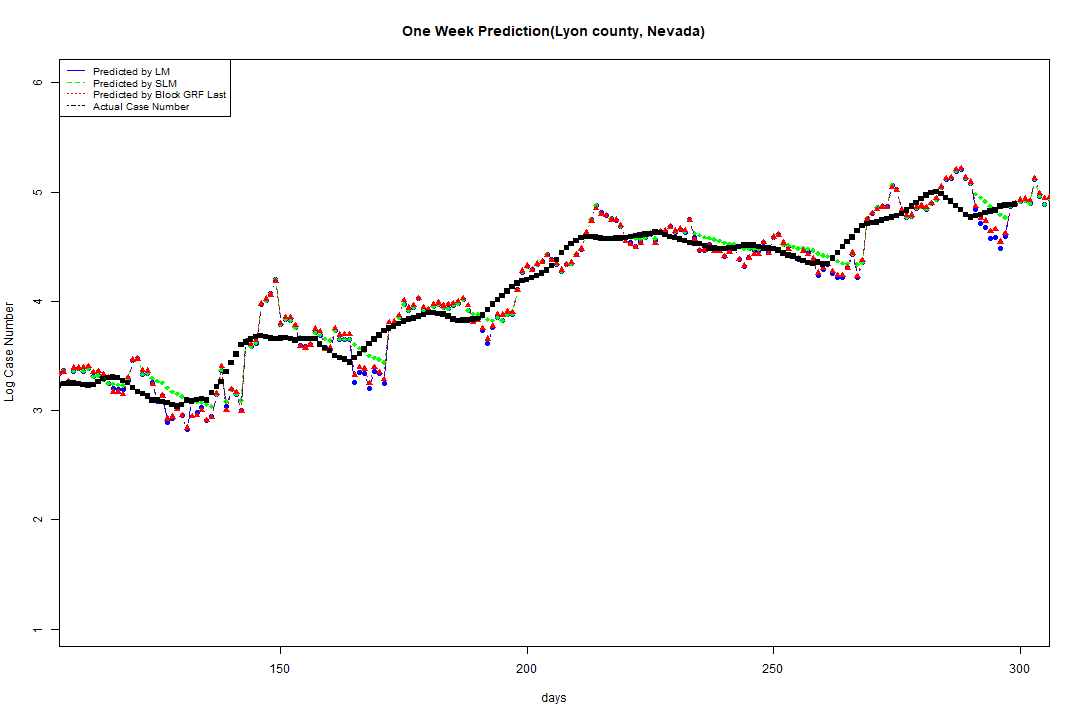 One Week Prediction(Lyon county, Nevada)
Predicted by LM
Predicted by SLM
Predicted by Block GRF Last
Actual Case Number
6
5
4
3
2
1
Log Case Number
150 200 250 300
days